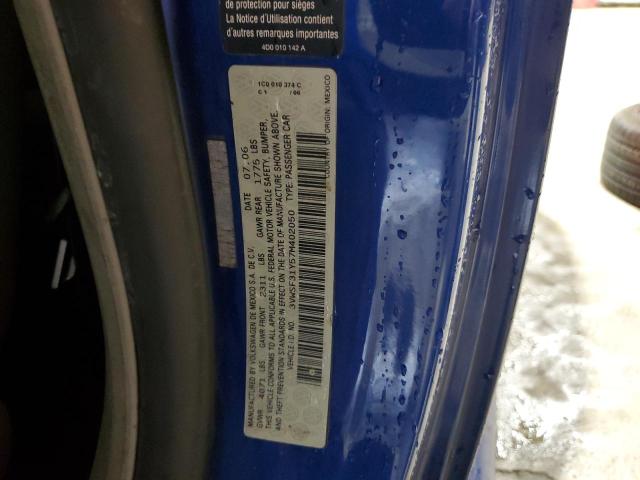 de protection pour sièges
La Notice d'Utilisation contient
d'autres remarques importantes
4D0 010 142 A
1C0 010 374 C
C 1 / 06
MANUFACTURED BY VOLKSWAGEN DE MEXICO S.A. DE C.V. DATE 07.06
GVWR 4071 LBS GAWR FRONT 2311 LBS GAWR REAR 1776 LBS
THIS VEHICLE CONFORMS TO ALL APPLICABLE U.S. FEDERAL MOTOR VEHICLE SAFETY, BUMPER,
AND THEFT PREVENTION STANDARDS IN EFFECT ON THE DATE OF MANUFACTURE SHOWN ABOVE.
VEHICLE I.D. NO.: 3VWSF31Y57M402050 TYPE: PASSENGER CAR
COUNTRY OF ORIGIN: MEXICO